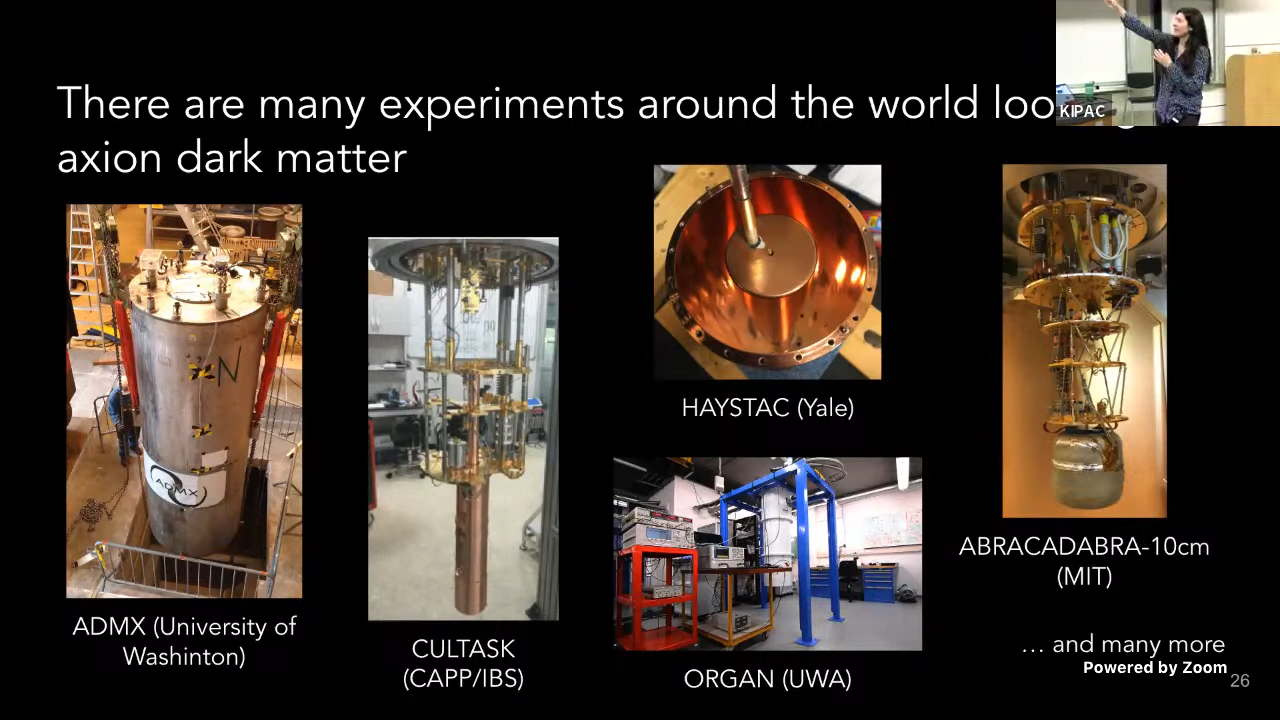 There are many experiments around the world loo
axion dark matter
KIPAC
N
ADMX
ADMX (University of
Washinton)
CULTASK
(CAPP/IBS)
HAYSTAC (Yale)
ORGAN (UWA)
ABRACADABRA-10cm
(MIT)
… and many more
Powered by Zoom
26